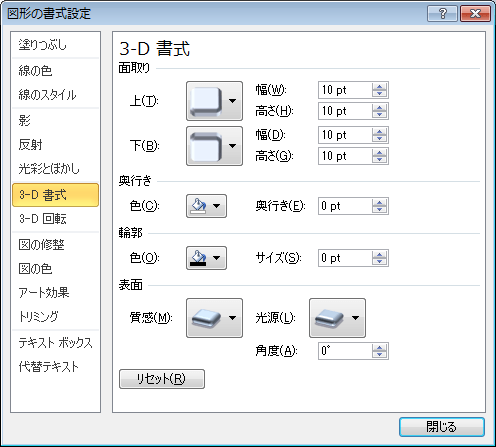 図形の書式設定
塗りつぶし
線の色
線のスタイル
影
反射
光彩とぼかし
3-D 書式
3-D 回転
図の修整
図の色
アート効果
トリミング
テキスト ボックス
代替テキスト
3-D 書式
面取り
上(T): 幅(W): 10 pt
高さ(H): 10 pt
下(B): 幅(D): 10 pt
高さ(G): 10 pt
奥行き
色(C): 奥行き(E): 0 pt
輪郭
色(O): サイズ(S): 0 pt
表面
質感(M): 光源(L):
角度(A): 0°
リセット(R)
閉じる